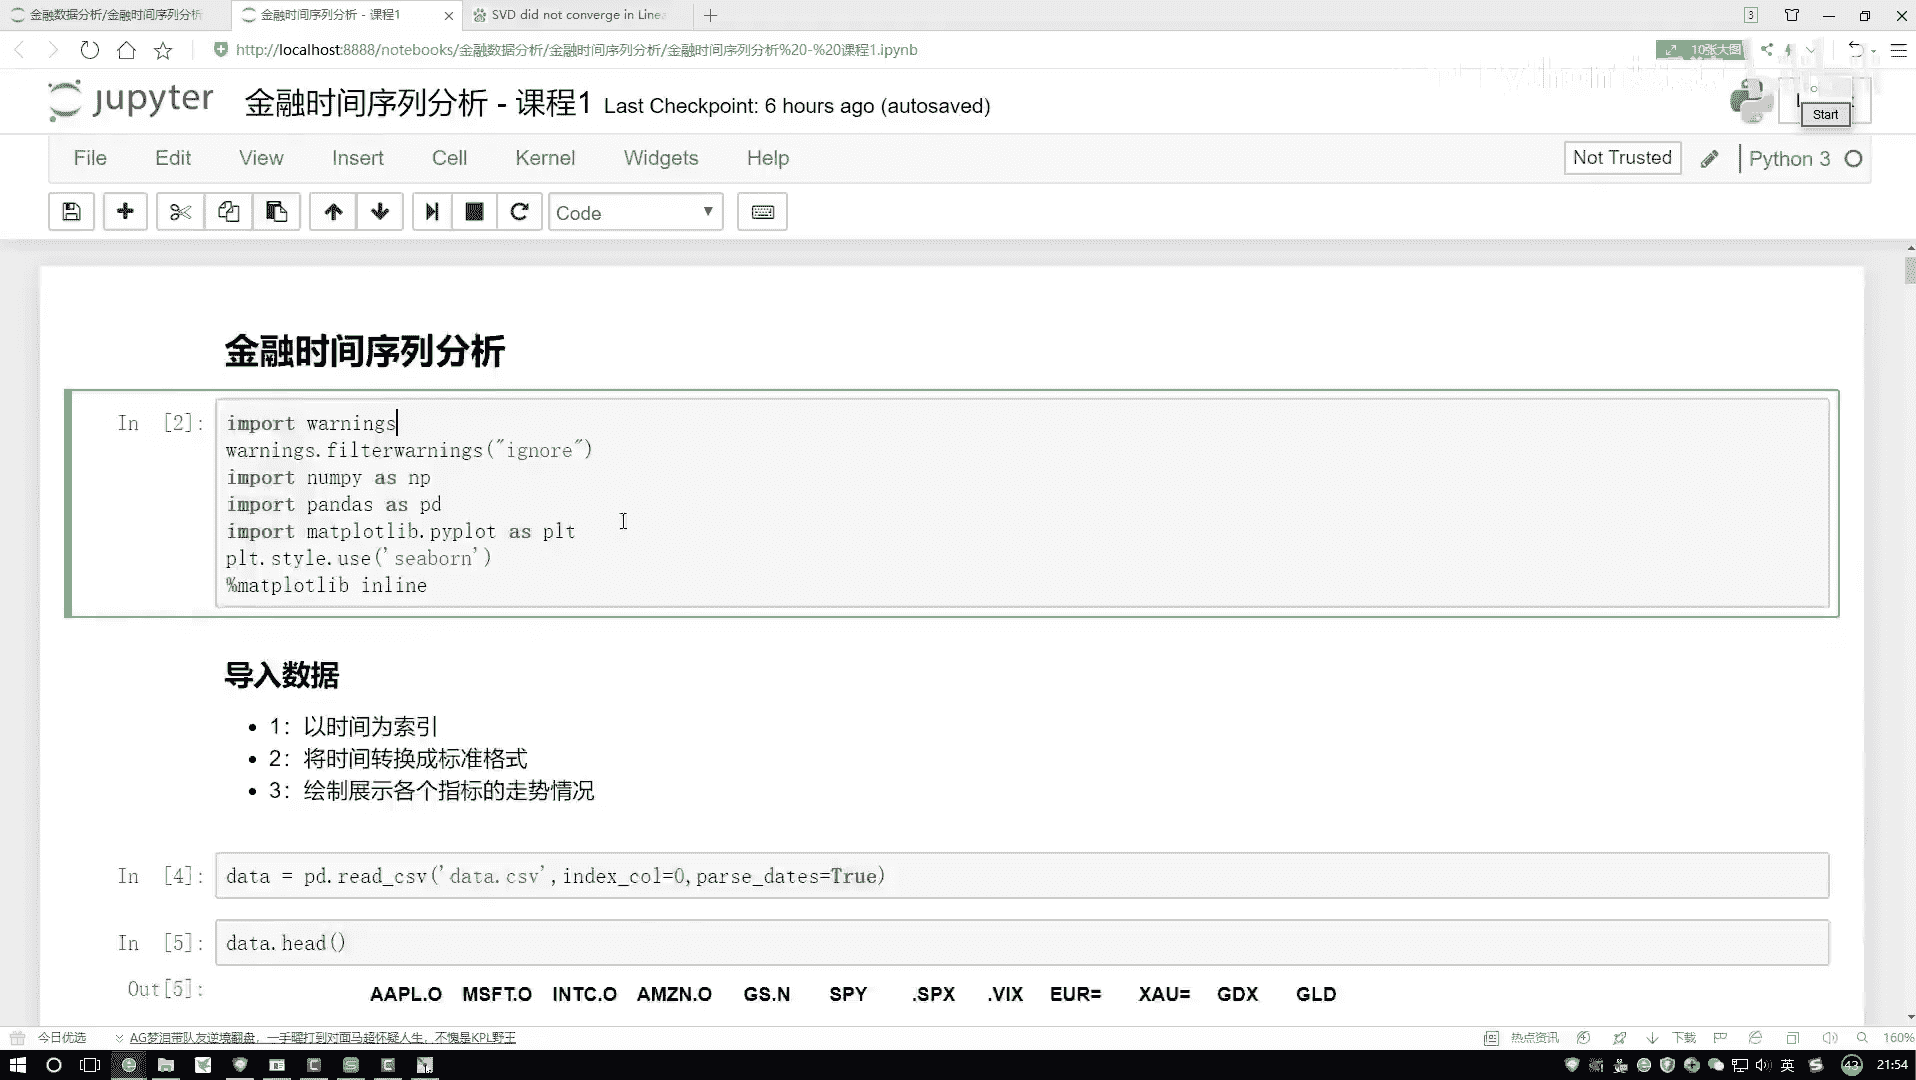 金融数据分析/金融时间序列分析
金融时间序列分析 - 课程1
SVD did not converge in Linea
3
http://localhost:8888/notebooks/金融数据分析/金融时间序列分析/金融时间序列分析%20-%20课程1.ipynb
10张大图
jupyter
金融时间序列分析 - 课程1 Last Checkpoint: 6 hours ago (autosaved)
Start
File Edit View Insert Cell Kernel Widgets Help
Not Trusted
Python 3
Code
金融时间序列分析
In [2]:
import warnings
warnings.filterwarnings("ignore")
import numpy as np
import pandas as pd
import matplotlib.pyplot as plt
plt.style.use('seaborn')
%matplotlib inline
导入数据
• 1：以时间为索引
• 2：将时间转换成标准格式
• 3：绘制展示各个指标的走势情况
In [4]: data = pd.read_csv('data.csv',index_col=0,parse_dates=True)
In [5]: data.head()
Out[5]:
AAPL.O MSFT.O INTC.O AMZN.O GS.N SPY .SPX .VIX EUR= XAU= GDX GLD
今日优选
AG梦泪带队友逆境翻盘，一手曜打到对面马超怀疑人生，不愧是KPL野王
热点资讯
下载
160%
英
43
21:54